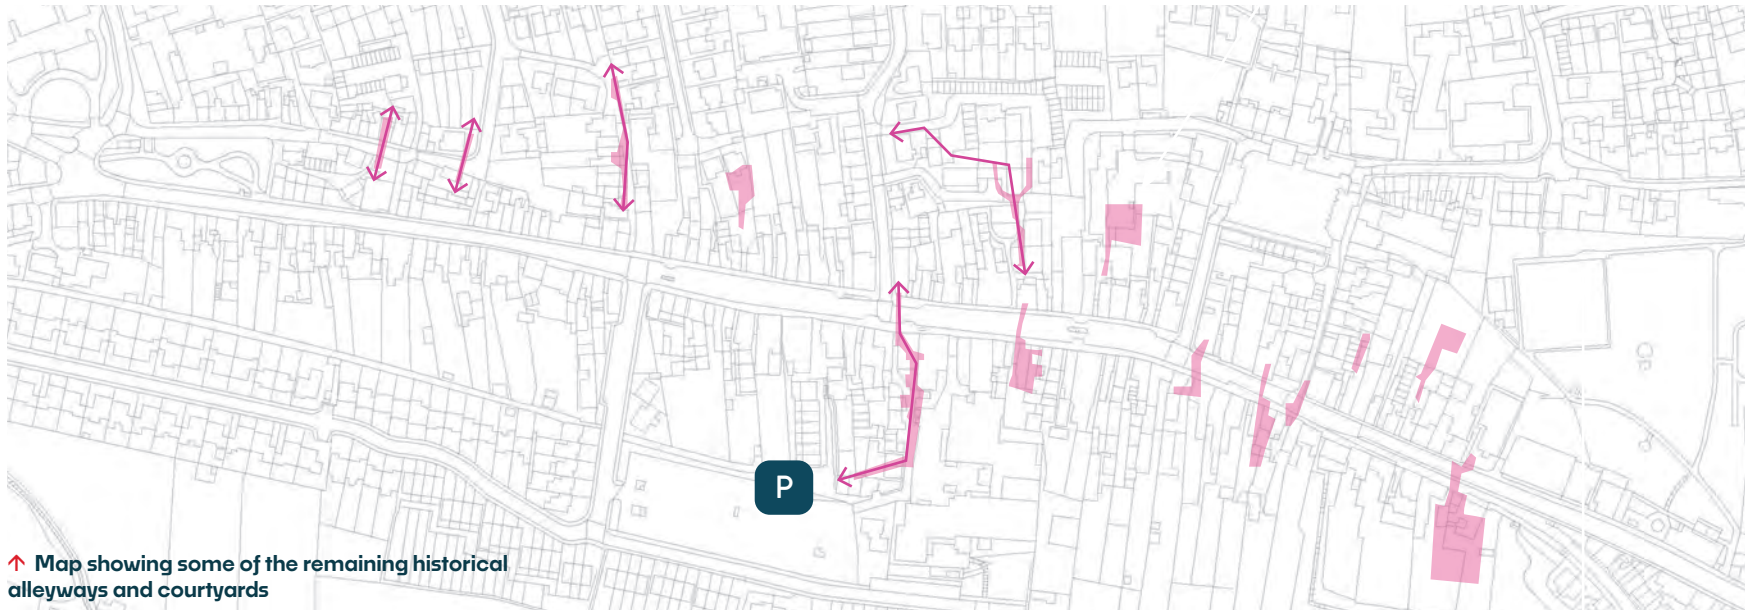 P
↑ Map showing some of the remaining historical
alleyways and courtyards